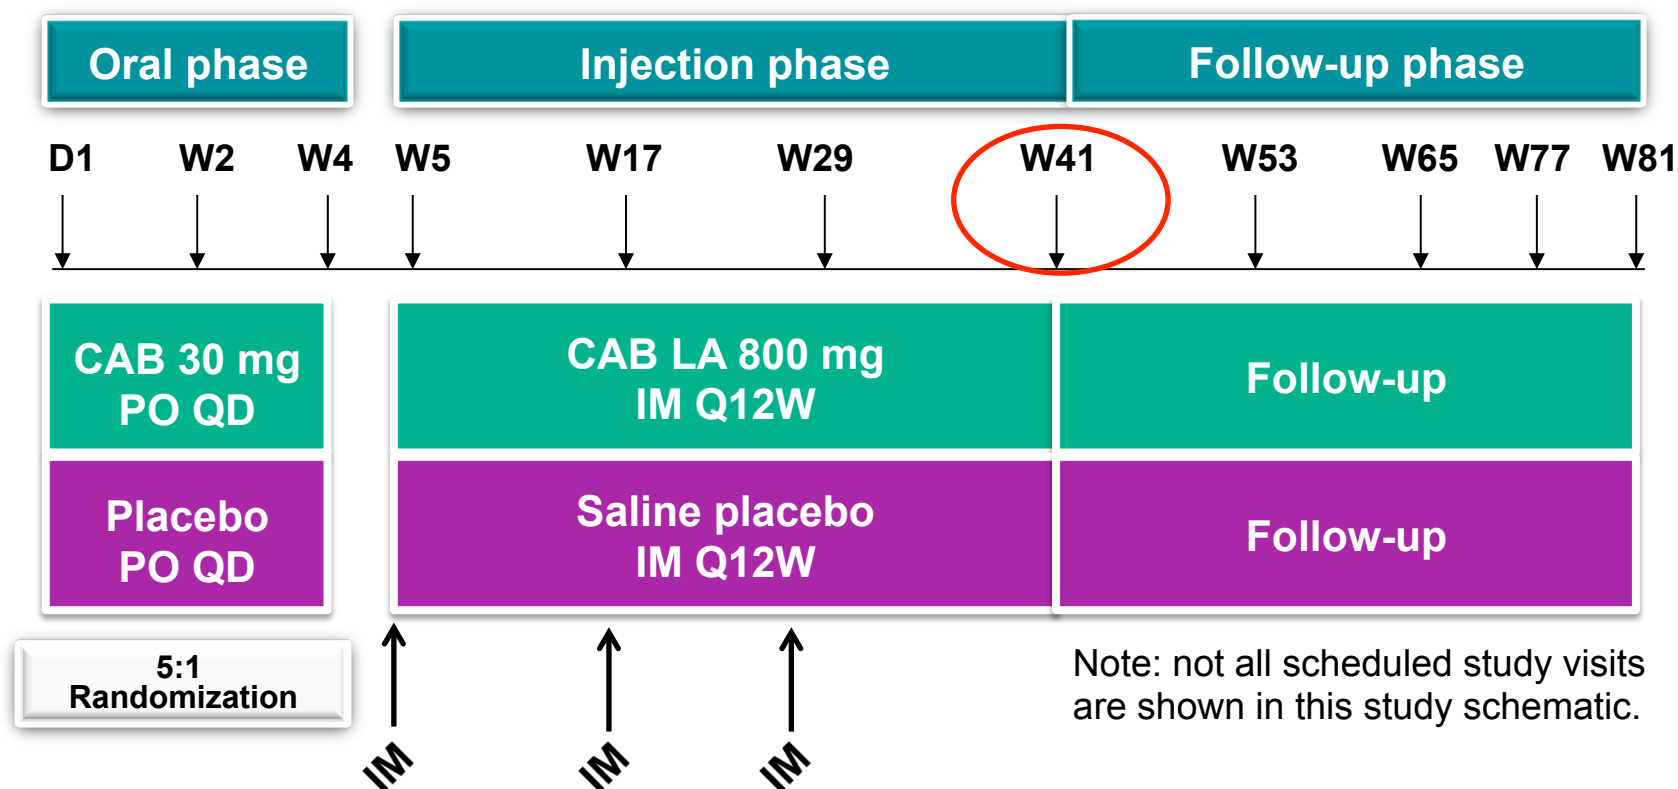 Oral phase
Injection phase
Follow-up phase
D1 W2 W4 W5 W17 W29 W41 W53 W65 W77 W81
CAB 30 mg
PO QD
CAB LA 800 mg
IM Q12W
Follow-up
Placebo
PO QD
Saline placebo
IM Q12W
Follow-up
5:1
Randomization
IM
IM
IM
Note: not all scheduled study visits
are shown in this study schematic.